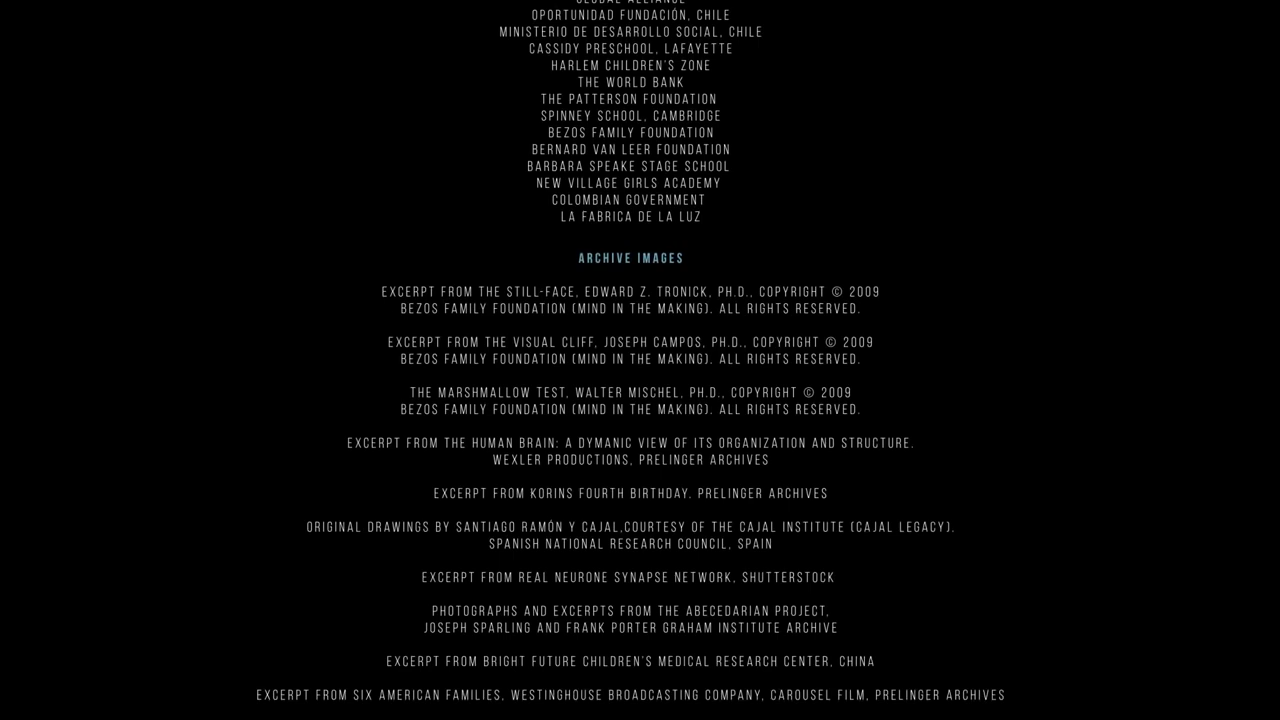 GLOBAL ALLIANCE
OPORTUNIDAD FUNDACIÓN, CHILE
MINISTERIO DE DESARROLLO SOCIAL, CHILE
CASSIDY PRESCHOOL, LAFAYETTE
HARLEM CHILDREN'S ZONE
THE WORLD BANK
THE PATTERSON FOUNDATION
SPINNEY SCHOOL, CAMBRIDGE
BEZOS FAMILY FOUNDATION
BERNARD VAN LEER FOUNDATION
BARBARA SPEAKE STAGE SCHOOL
NEW VILLAGE GIRLS ACADEMY
COLOMBIAN GOVERNMENT
LA FABRICA DE LA LUZ
ARCHIVE IMAGES
EXCERPT FROM THE STILL-FACE, EDWARD Z. TRONICK, PH.D., COPYRIGHT © 2009
BEZOS FAMILY FOUNDATION (MIND IN THE MAKING). ALL RIGHTS RESERVED.
EXCERPT FROM THE VISUAL CLIFF, JOSEPH CAMPOS, PH.D., COPYRIGHT © 2009
BEZOS FAMILY FOUNDATION (MIND IN THE MAKING). ALL RIGHTS RESERVED.
THE MARSHMALLOW TEST, WALTER MISCHEL, PH.D., COPYRIGHT © 2009
BEZOS FAMILY FOUNDATION (MIND IN THE MAKING). ALL RIGHTS RESERVED.
EXCERPT FROM THE HUMAN BRAIN: A DYMANIC VIEW OF ITS ORGANIZATION AND STRUCTURE.
WEXLER PRODUCTIONS, PRELINGER ARCHIVES
EXCERPT FROM KORINS FOURTH BIRTHDAY. PRELINGER ARCHIVES
ORIGINAL DRAWINGS BY SANTIAGO RAMÓN Y CAJAL,COURTESY OF THE CAJAL INSTITUTE (CAJAL LEGACY).
SPANISH NATIONAL RESEARCH COUNCIL, SPAIN
EXCERPT FROM REAL NEURONE SYNAPSE NETWORK, SHUTTERSTOCK
PHOTOGRAPHS AND EXCERPTS FROM THE ABECEDARIAN PROJECT,
JOSEPH SPARLING AND FRANK PORTER GRAHAM INSTITUTE ARCHIVE
EXCERPT FROM BRIGHT FUTURE CHILDREN'S MEDICAL RESEARCH CENTER, CHINA
EXCERPT FROM SIX AMERICAN FAMILIES, WESTINGHOUSE BROADCASTING COMPANY, CAROUSEL FILM, PRELINGER ARCHIVES